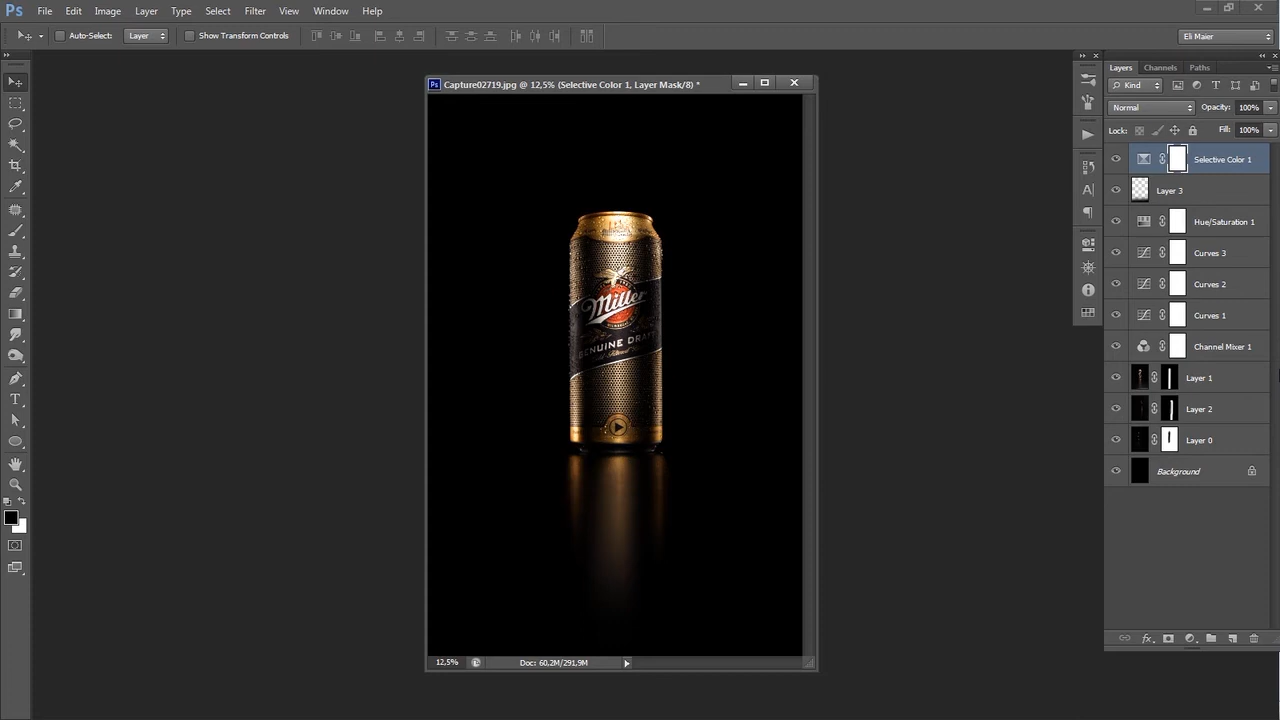 Ps File Edit Image Layer Type Select Filter View Window Help
Auto-Select: Layer Show Transform Controls Eli Maier
Capture02719.jpg @ 12,5% (Selective Color 1, Layer Mask/8) *
Layers Channels Paths
Kind T
Normal Opacity: 100%
Lock: Fill: 100%
Selective Color 1
Layer 3
Hue/Saturation 1
Curves 3
Curves 2
Curves 1
Channel Mixer 1
Layer 1
Layer 2
Layer 0
Background
Miller
GENUINE DRAFT
12,5% Doc: 60,2M/291,9M
fx